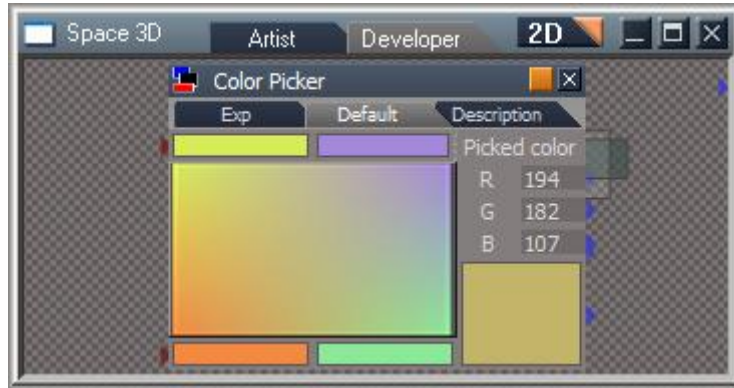 Space 3D Artist Developer 2D
Color Picker
Exp Default Description
Picked color
R 194
G 182
B 107